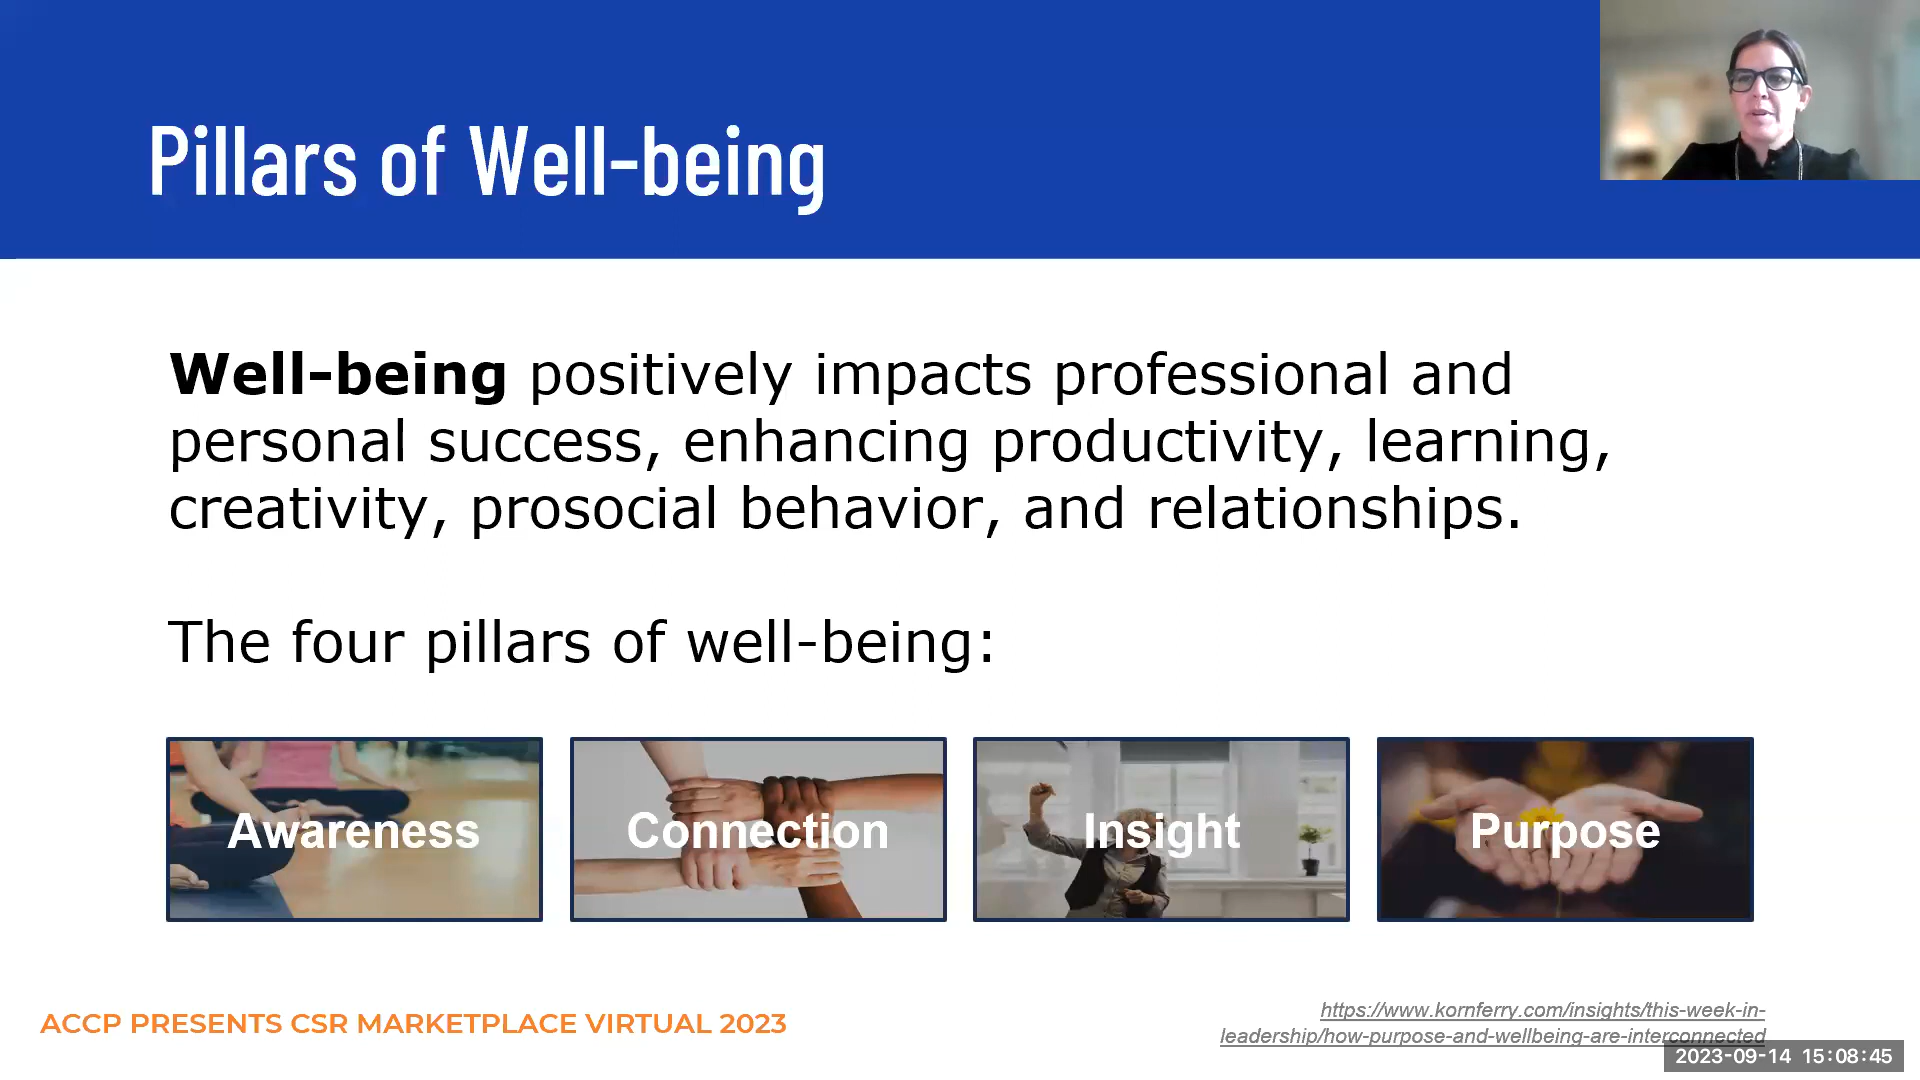 Pillars of Well-being
Well-being positively impacts professional and
personal success, enhancing productivity, learning,
creativity, prosocial behavior, and relationships.
The four pillars of well-being:
Awareness
Connection
Insight
Purpose
ACCP PRESENTS CSR MARKETPLACE VIRTUAL 2023
https://www.kornferry.com/insights/this-week-in-
leadership/how-purpose-and-wellbeing-are-interconnected
2023-09-14 15:08:45